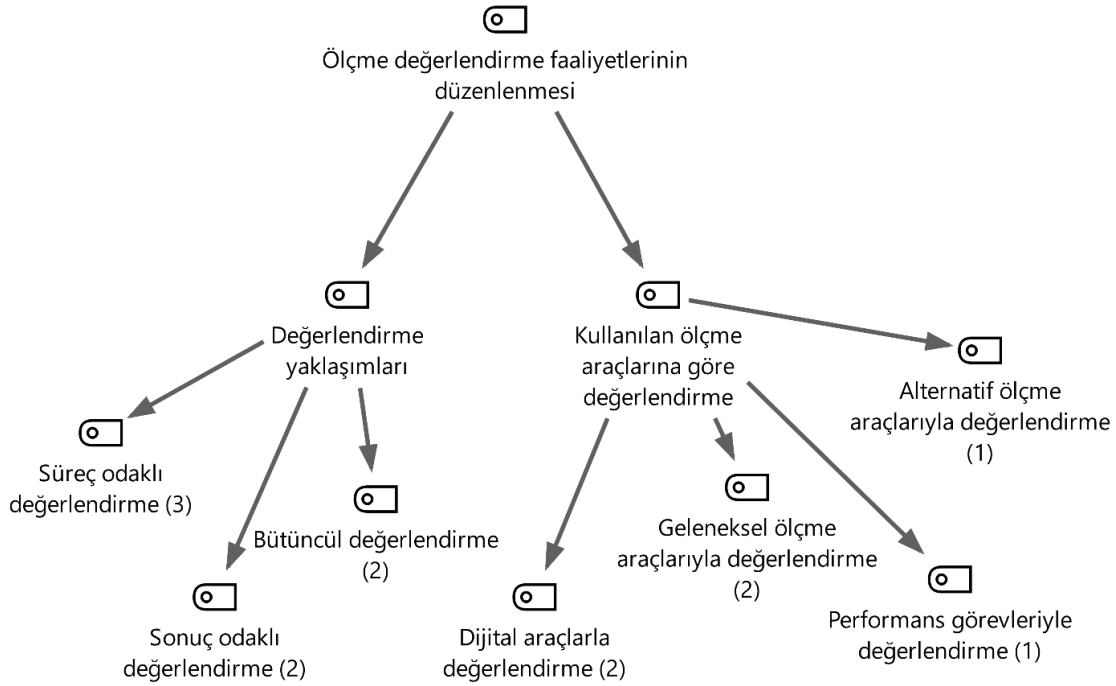 Ölçme değerlendirme faaliyetlerinin
düzenlenmesi
Değerlendirme
yaklaşımları
Kullanılan ölçme
araçlarına göre
değerlendirme
Alternatif ölçme
araçlarıyla değerlendirme
(1)
Süreç odaklı
değerlendirme (3)
Bütüncül değerlendirme
(2)
Geleneksel ölçme
araçlarıyla değerlendirme
(2)
Sonuç odaklı
değerlendirme (2)
Dijital araçlarla
değerlendirme (2)
Performans görevleriyle
değerlendirme (1)